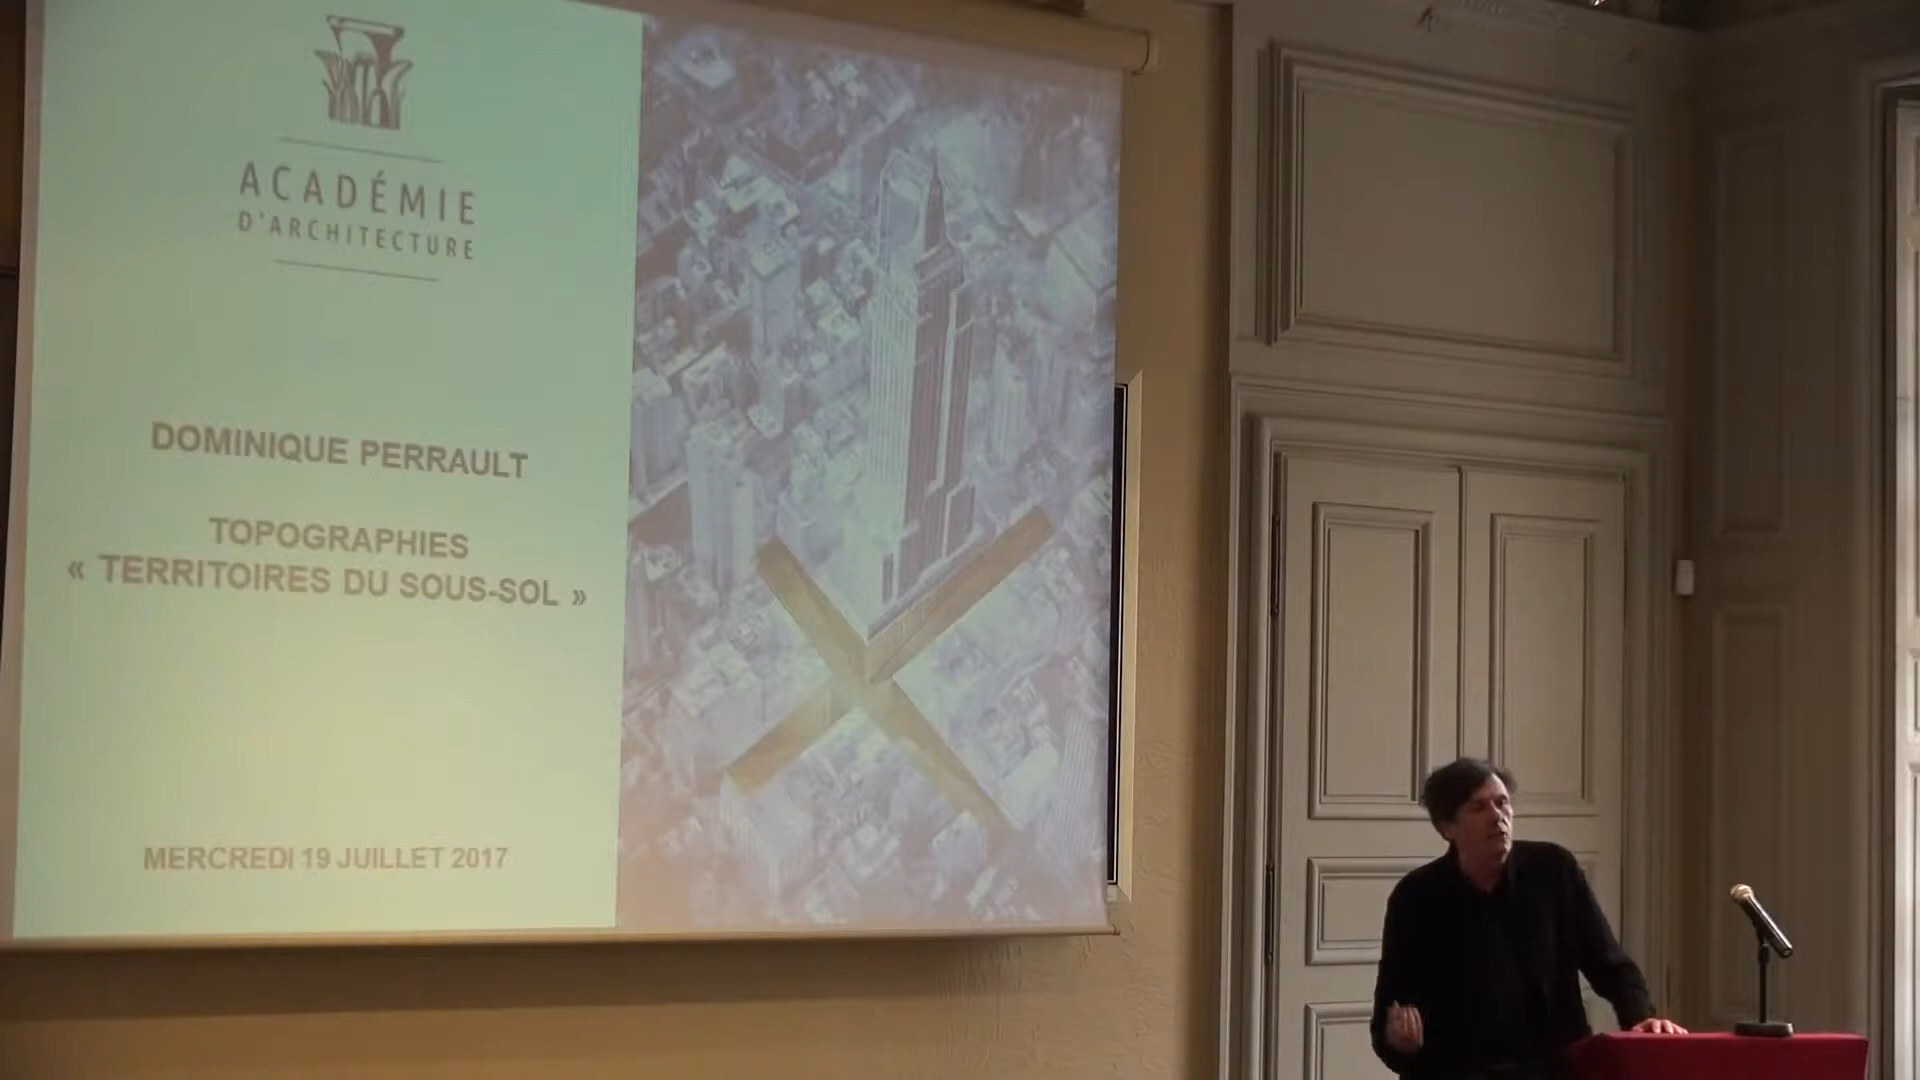 ACADÉMIE
D'ARCHITECTURE
DOMINIQUE PERRAULT
TOPOGRAPHIES
« TERRITOIRES DU SOUS-SOL »
MERCREDI 19 JUILLET 2017